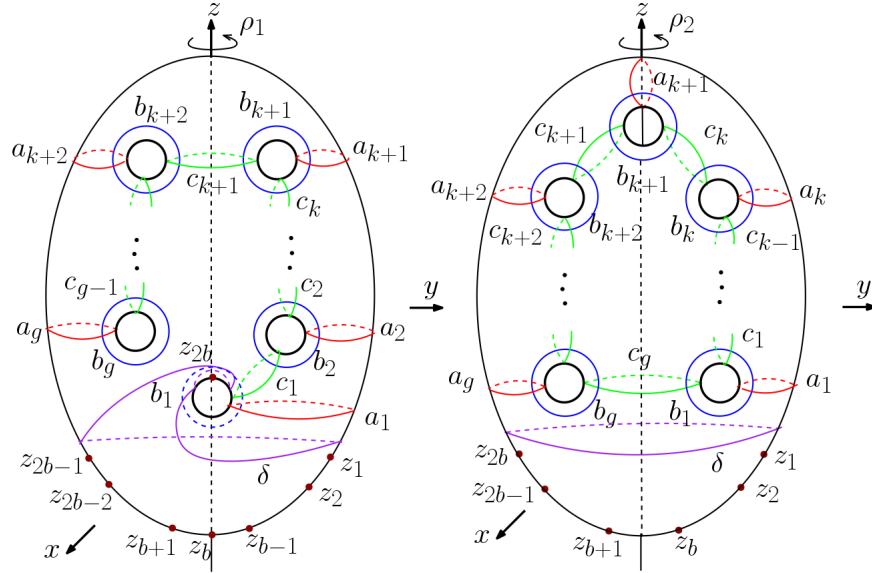 z
ρ_1
b_{k+2}
b_{k+1}
a_{k+2}
a_{k+1}
c_{k+1}
c_k
c_{g-1}
c_2
y
a_g
a_2
b_g
z_{2b}
b_2
b_1
c_1
a_1
z_{2b-1}
δ
z_1
z_{2b-2}
z_2
x
z_{b+1}
z_b
z_{b-1}
z
ρ_2
a_{k+1}
c_{k+1}
c_k
a_{k+2}
b_{k+1}
a_k
c_{k+2}
b_{k+2}
b_k
c_{k-1}
y
c_g
c_1
a_g
a_1
b_g
b_1
z_{2b}
δ
z_1
z_{2b-1}
z_2
x
z_{b+1}
z_b